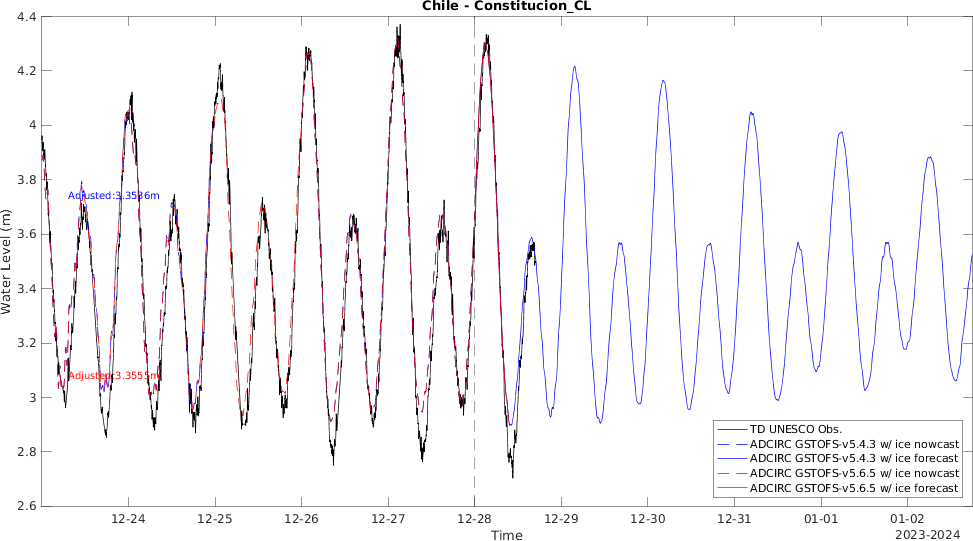 Chile - Constitucion_CL
4.4
4.2
4
3.8
3.6
3.4
3.2
3
2.8
2.6
Water Level (m)
Adjusted:3.3536m
Adjusted:3.3555m
TD UNESCO Obs.
ADCIRC GSTOFS-v5.4.3 w/ ice nowcast
ADCIRC GSTOFS-v5.4.3 w/ ice forecast
ADCIRC GSTOFS-v5.6.5 w/ ice nowcast
ADCIRC GSTOFS-v5.6.5 w/ ice forecast
12-24 12-25 12-26 12-27 12-28 12-29 12-30 12-31 01-01 01-02
Time
2023-2024